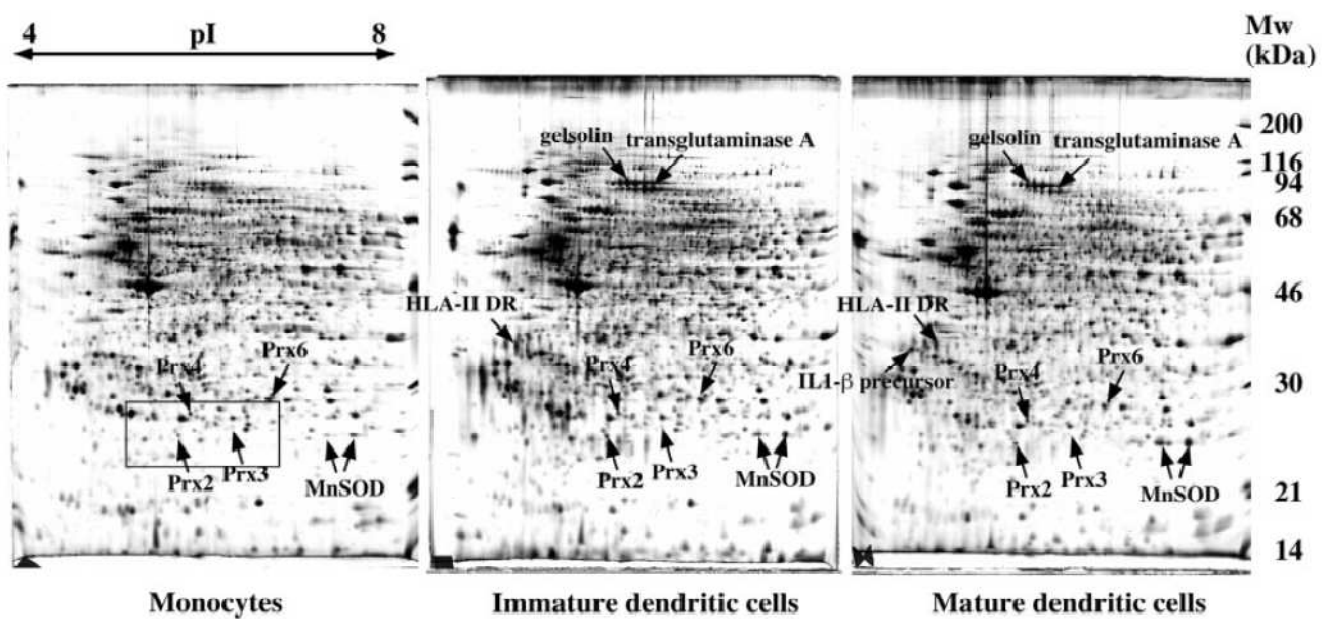 4 pI 8
Mw
(kDa)
gelsolin transglutaminase A
gelsolin transglutaminase A
200
116
94
68
46
30
21
14
HLA-II DR
HLA-II DR
IL1-β precursor
Prx4 Prx6
Prx4 Prx6
Prx6
Prx2 Prx3 MnSOD
Prx2 Prx3 MnSOD
Prx2 Prx3 MnSOD
Monocytes Immature dendritic cells Mature dendritic cells